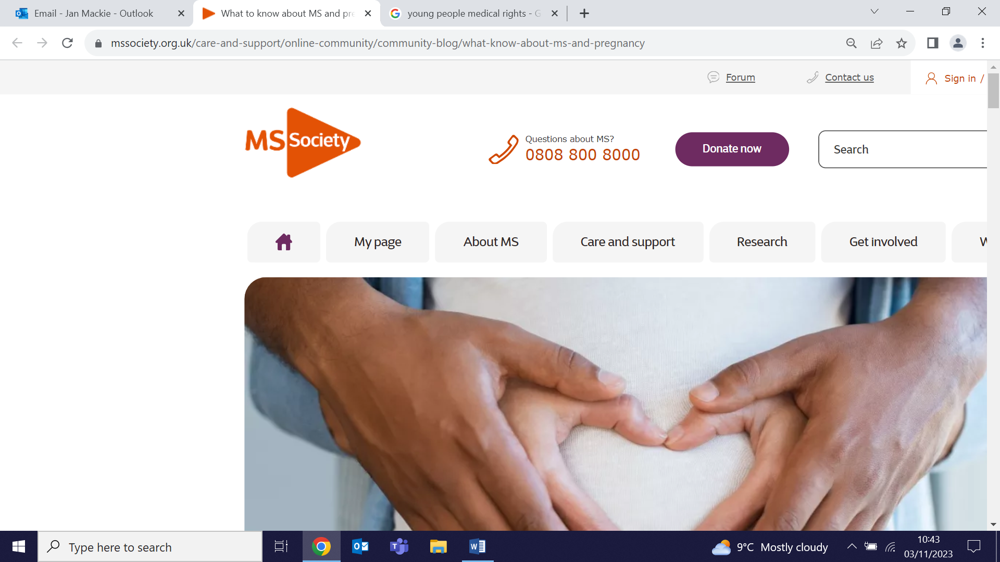 Email - Jan Mackie - Outlook
What to know about MS and pre
young people medical rights - G
mssociety.org.uk/care-and-support/online-community/community-blog/what-know-about-ms-and-pregnancy
Forum
Contact us
Sign in /
MS Society
Questions about MS?
0808 800 8000
Donate now
Search
My page
About MS
Care and support
Research
Get involved
Type here to search
9°C Mostly cloudy
10:43
03/11/2023